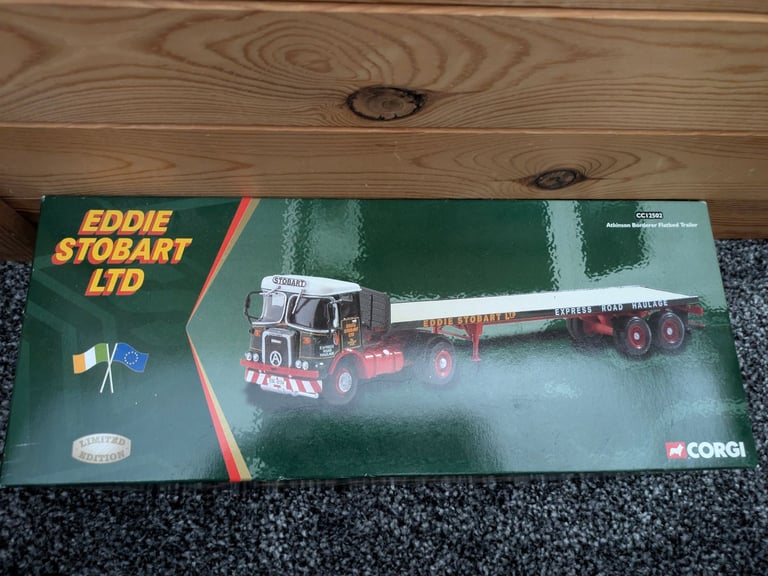 EDDIE
STOBART
LTD
CC12502
Atkinson Borderer Flatbed Trailer
STOBART
EDDIE STOBART LTD
EXPRESS ROAD HAULAGE
LIMITED
EDITION
CORGI